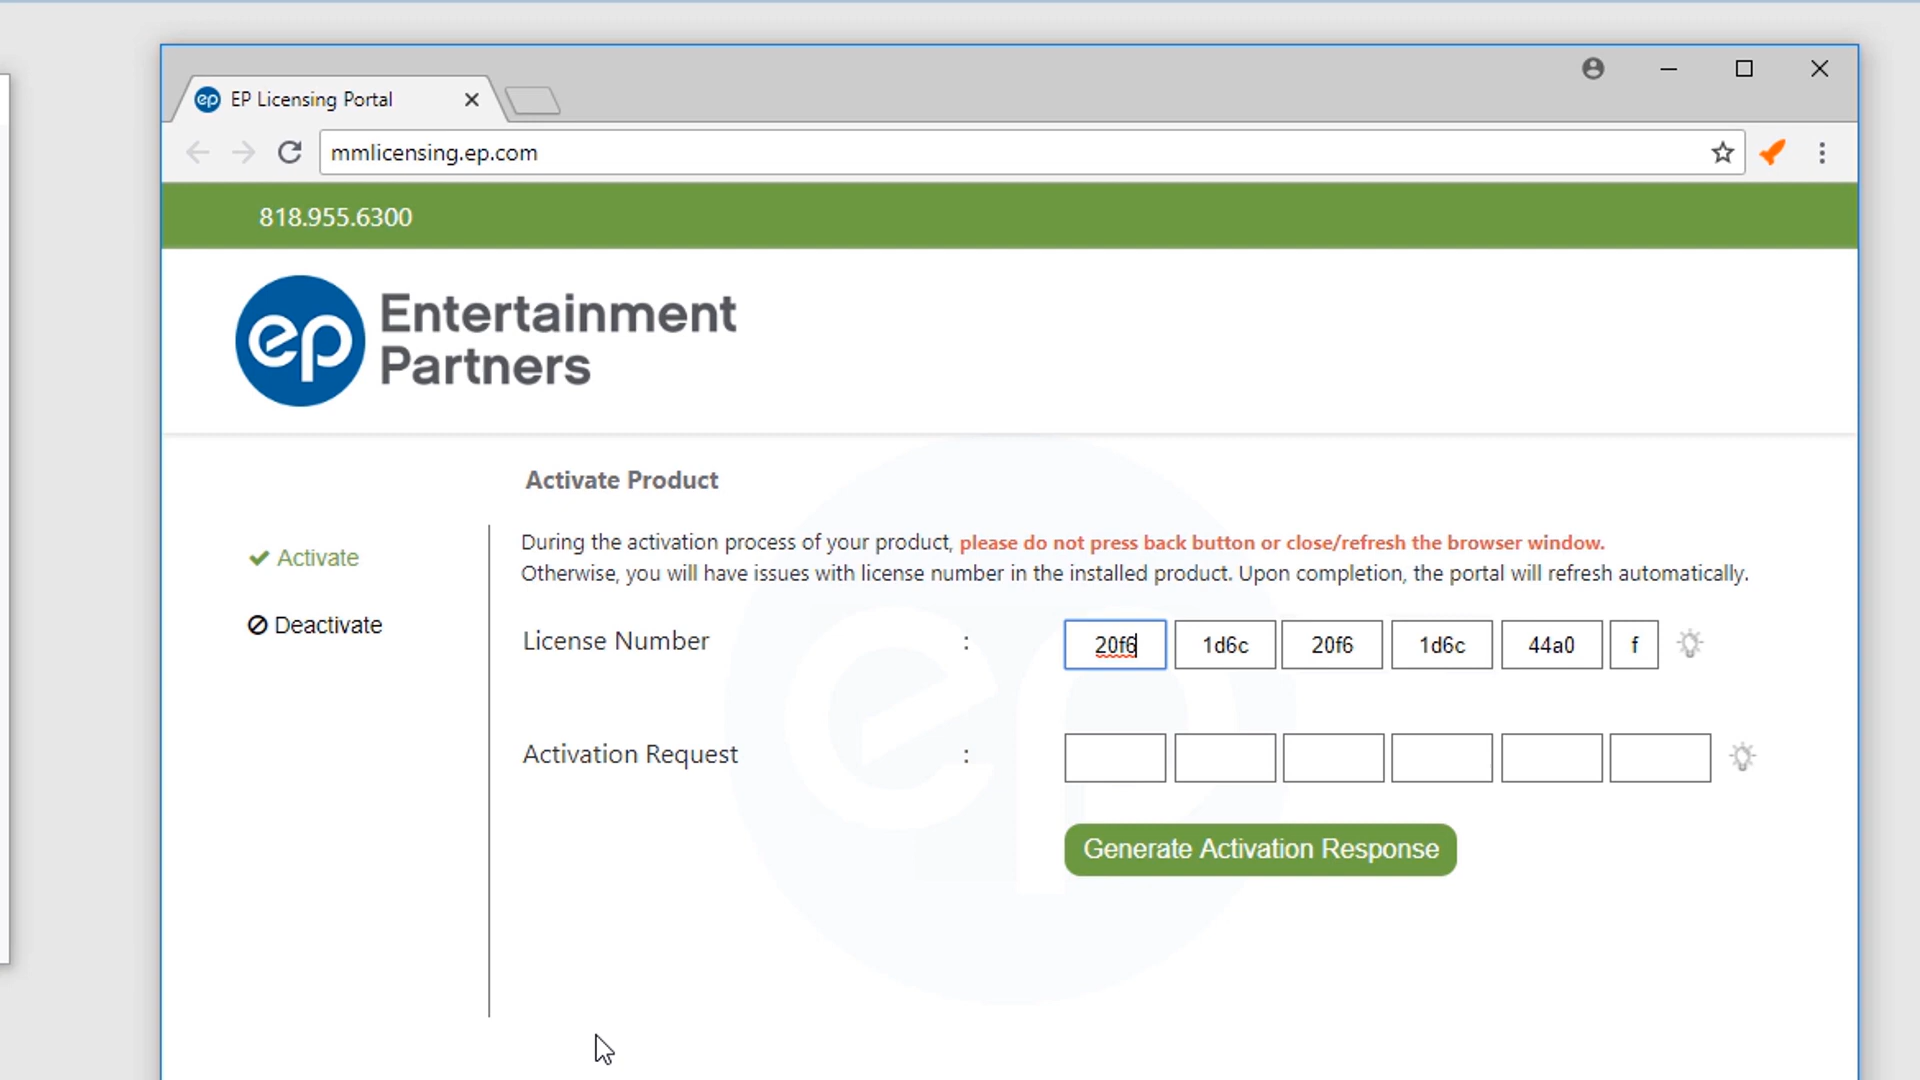 ep EP Licensing Portal
mmlicensing.ep.com
818.955.6300
ep Entertainment
Partners
Activate Product
During the activation process of your product, please do not press back button or close/refresh the browser window.
Otherwise, you will have issues with license number in the installed product. Upon completion, the portal will refresh automatically.
Activate
Deactivate
License Number : 20f6 1d6c 20f6 1d6c 44a0 f
Activation Request :
Generate Activation Response
ep